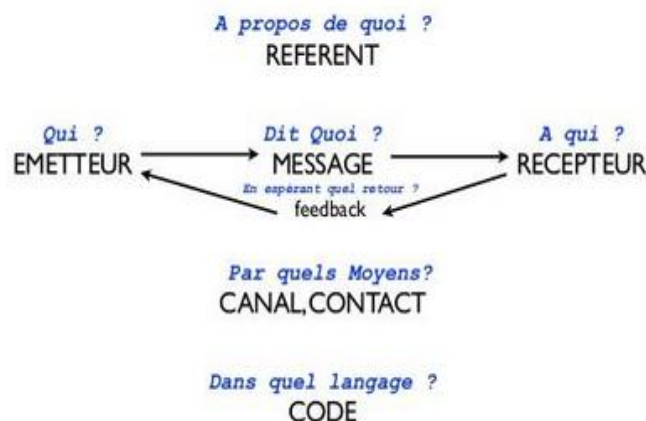 A propos de quoi ?
REFERENT
Qui ? Dit Quoi ? A qui ?
EMETTEUR MESSAGE RECEPTEUR
En espérant quel retour ?
feedback
Par quels Moyens?
CANAL,CONTACT
Dans quel langage ?
CODE